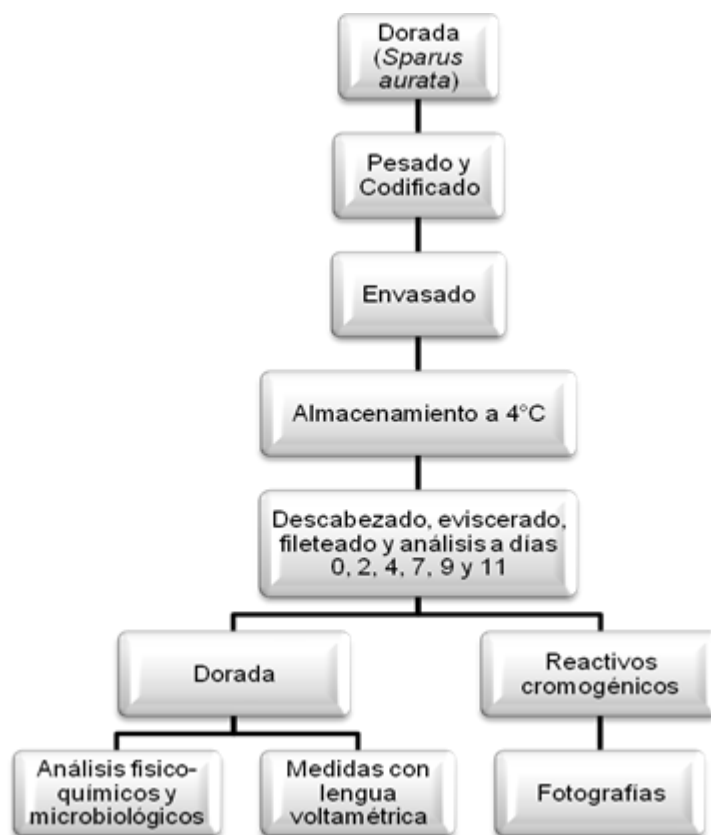 Dorada
(Sparus
aurata)
Pesado y
Codificado
Envasado
Almacenamiento a 4°C
Descabezado, eviscerado,
fileteado y análisis a días
0, 2, 4, 7, 9 y 11
Dorada
Reactivos
cromogénicos
Análisis fisico-
químicos y
microbiológicos
Medidas con
lengua
voltamétrica
Fotografías